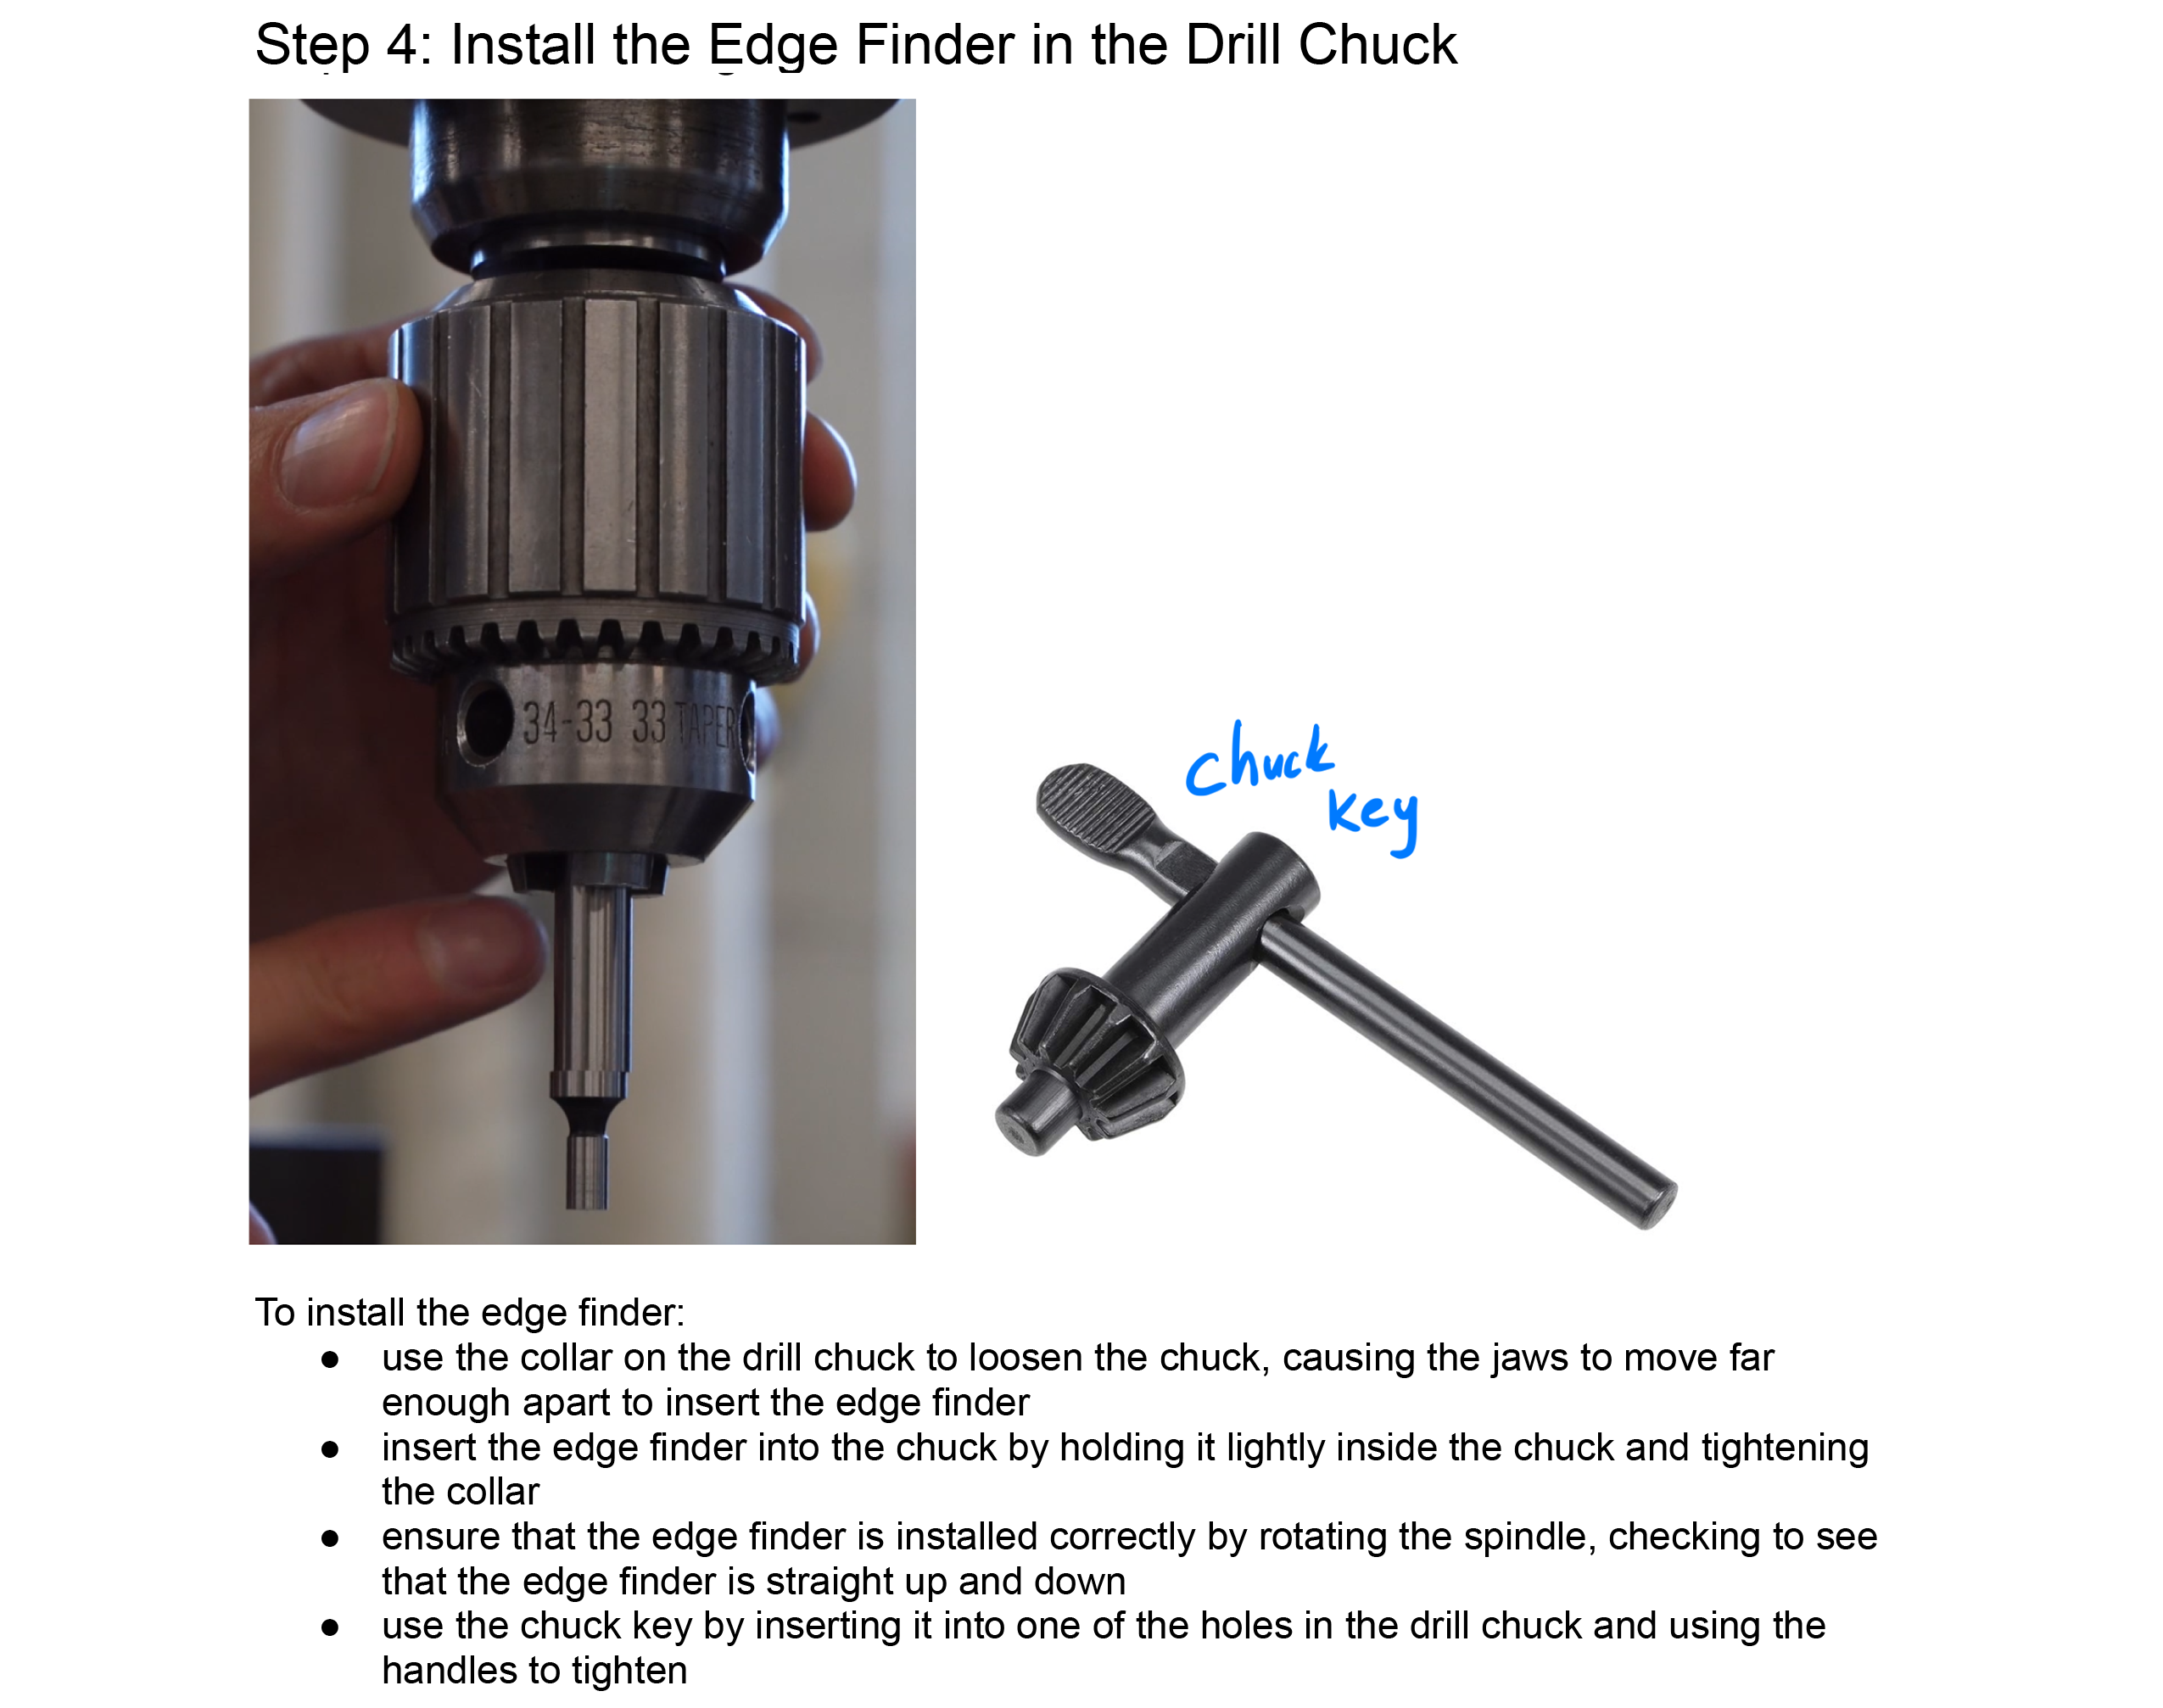 Step 4: Install the Edge Finder in the Drill Chuck
34-33 33 TAPER
chuck
key
To install the edge finder:
● use the collar on the drill chuck to loosen the chuck, causing the jaws to move far
enough apart to insert the edge finder
● insert the edge finder into the chuck by holding it lightly inside the chuck and tightening
the collar
● ensure that the edge finder is installed correctly by rotating the spindle, checking to see
that the edge finder is straight up and down
● use the chuck key by inserting it into one of the holes in the drill chuck and using the
handles to tighten